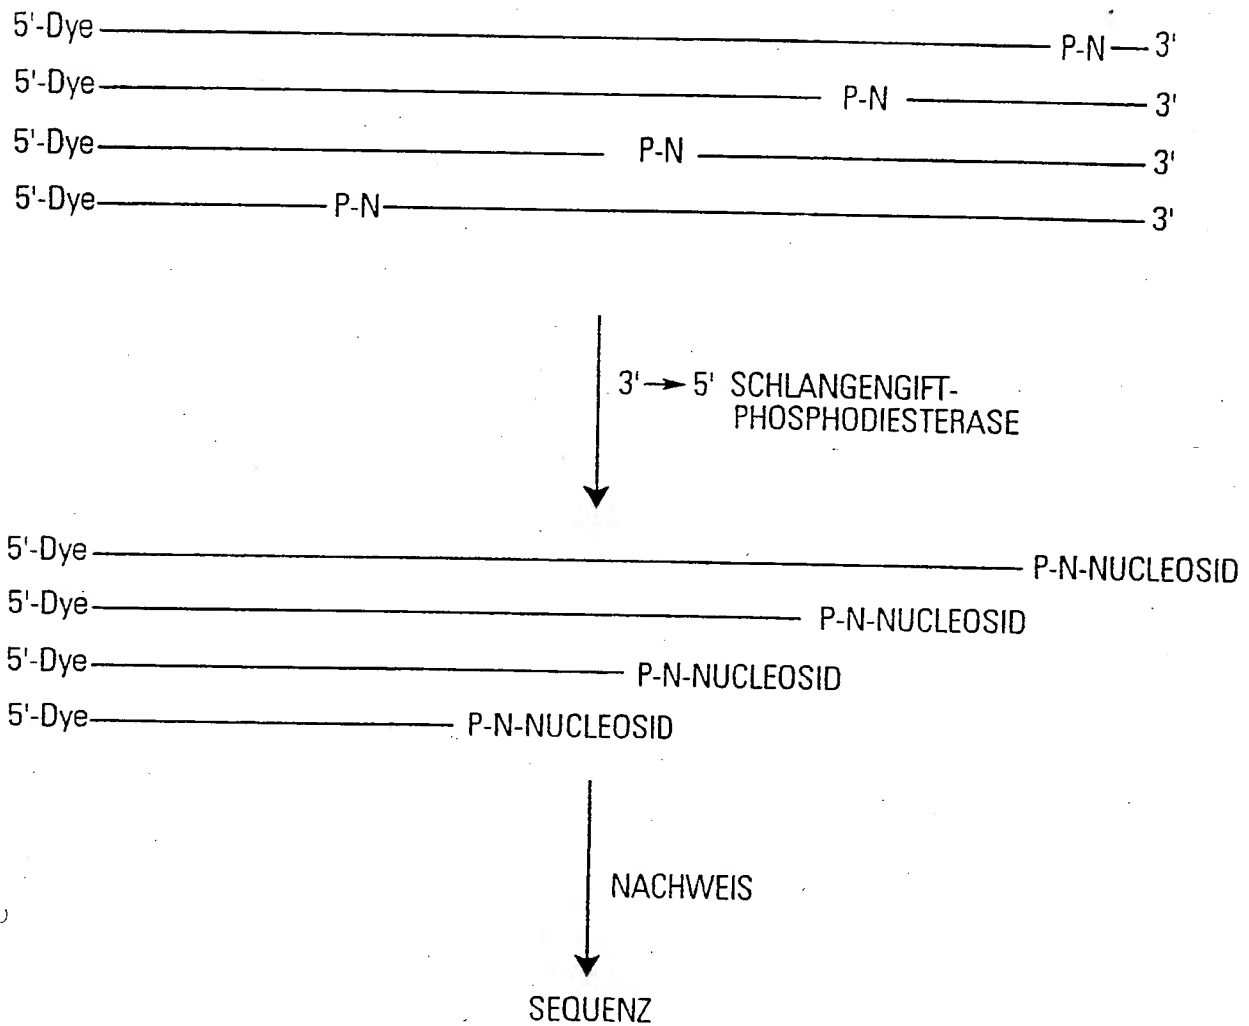 5'-Dye P-N 3'
5'-Dye P-N 3'
5'-Dye P-N 3'
5'-Dye P-N 3'
3'→5' SCHLANGENGIFT-
PHOSPHODIESTERASE
5'-Dye P-N-NUCLEOSID
5'-Dye P-N-NUCLEOSID
5'-Dye P-N-NUCLEOSID
5'-Dye P-N-NUCLEOSID
NACHWEIS
SEQUENZ